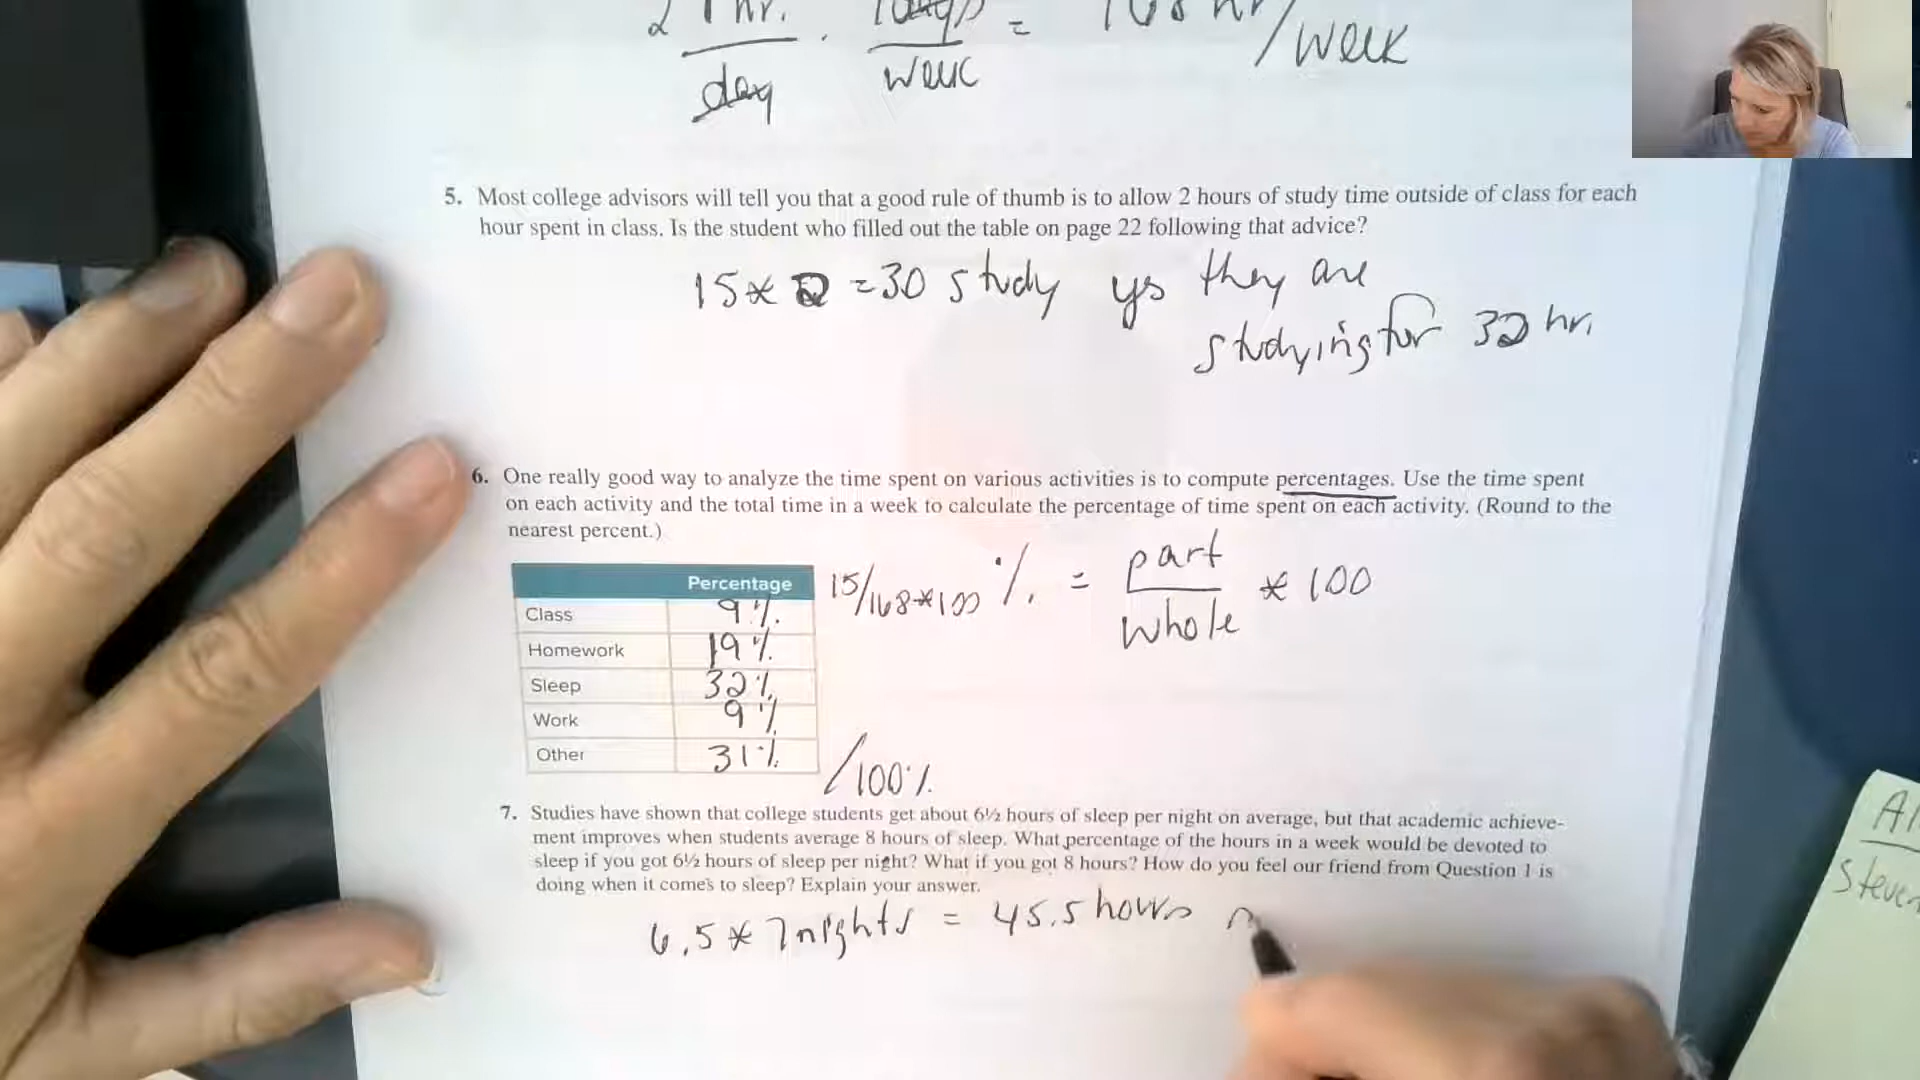 hr.
day
week
=
168 hr/week
5. Most college advisors will tell you that a good rule of thumb is to allow 2 hours of study time outside of class for each
hour spent in class. Is the student who filled out the table on page 22 following that advice?
15 * 2 = 30 study ys they are
studying for 32 hr.
6. One really good way to analyze the time spent on various activities is to compute percentages. Use the time spent
on each activity and the total time in a week to calculate the percentage of time spent on each activity. (Round to the
nearest percent.)
Percentage
Class 9%
Homework 19%
Sleep 32%
Work 9%
Other 31%
15/168*100
% = part/whole * 100
/100%
7. Studies have shown that college students get about 6½ hours of sleep per night on average, but that academic achieve-
ment improves when students average 8 hours of sleep. What percentage of the hours in a week would be devoted to
sleep if you got 6½ hours of sleep per night? What if you got 8 hours? How do you feel our friend from Question 1 is
doing when it comes to sleep? Explain your answer.
6.5 * 7 nights = 45.5 hours